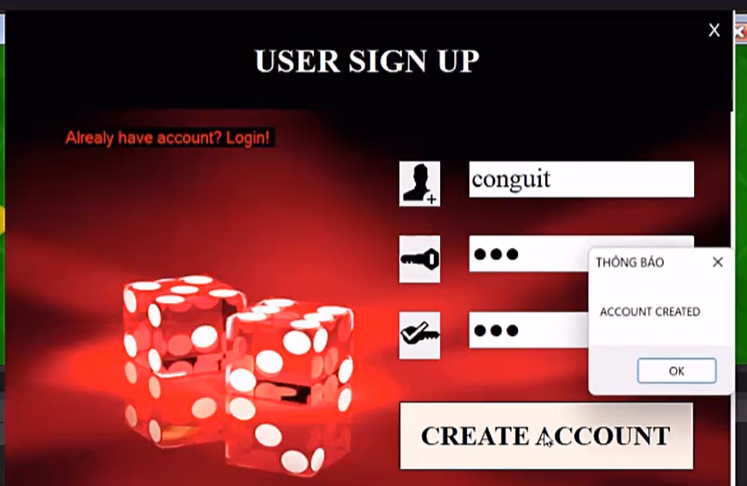 X
USER SIGN UP
Alrealy have account? Login!
conguit
THÔNG BÁO
ACCOUNT CREATED
OK
CREATE ACCOUNT